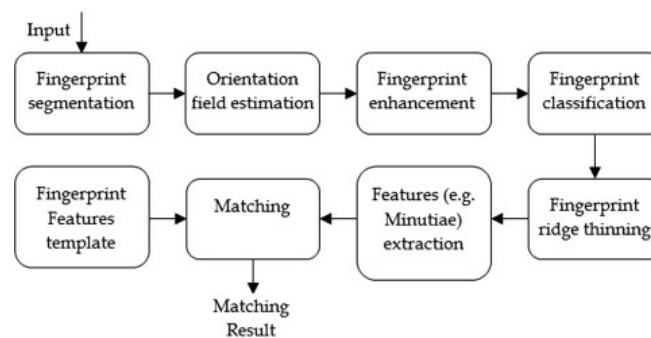 Input
Fingerprint
segmentation
Orientation
field estimation
Fingerprint
enhancement
Fingerprint
classification
Fingerprint
Features
template
Matching
Features (e.g.
Minutiae)
extraction
Fingerprint
ridge thinning
Matching
Result